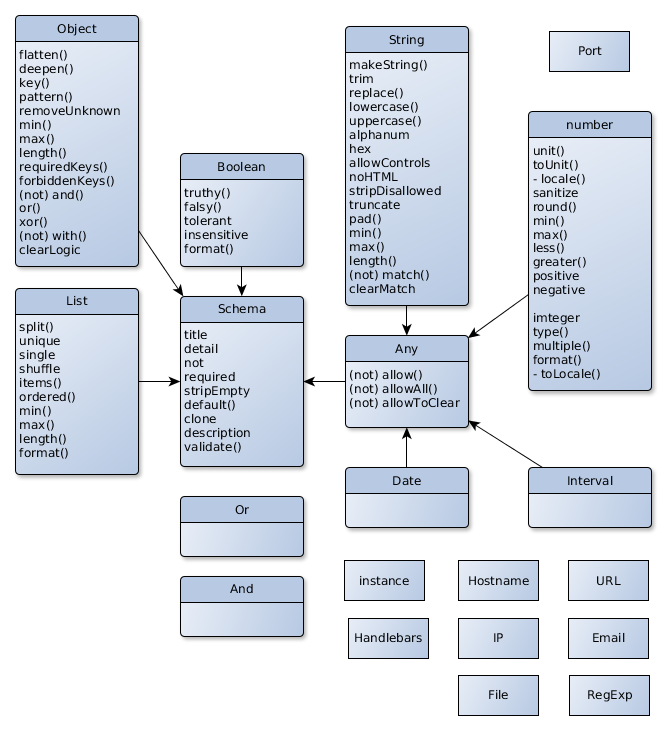 Object
flatten()
deepen()
key()
pattern()
removeUnknown
min()
max()
length()
requiredKeys()
forbiddenKeys()
(not) and()
or()
xor()
(not) with()
clearLogic
Boolean
truthy()
falsy()
tolerant
insensitive
format()
String
makeString()
trim
replace()
lowercase()
uppercase()
alphanum
hex
allowControls
noHTML
stripDisallowed
truncate
pad()
min()
max()
length()
(not) match()
clearMatch
Port
number
unit()
toUnit()
- locale()
sanitize
round()
min()
max()
less()
greater()
positive
negative
imteger
type()
multiple()
format()
- toLocale()
List
split()
unique
single
shuffle
items()
ordered()
min()
max()
length()
format()
Schema
title
detail
not
required
stripEmpty
default()
clone
description
validate()
Any
(not) allow()
(not) allowAll()
(not) allowToClear
Date
Interval
Or
And
instance
Hostname
URL
Handlebars
IP
Email
File
RegExp